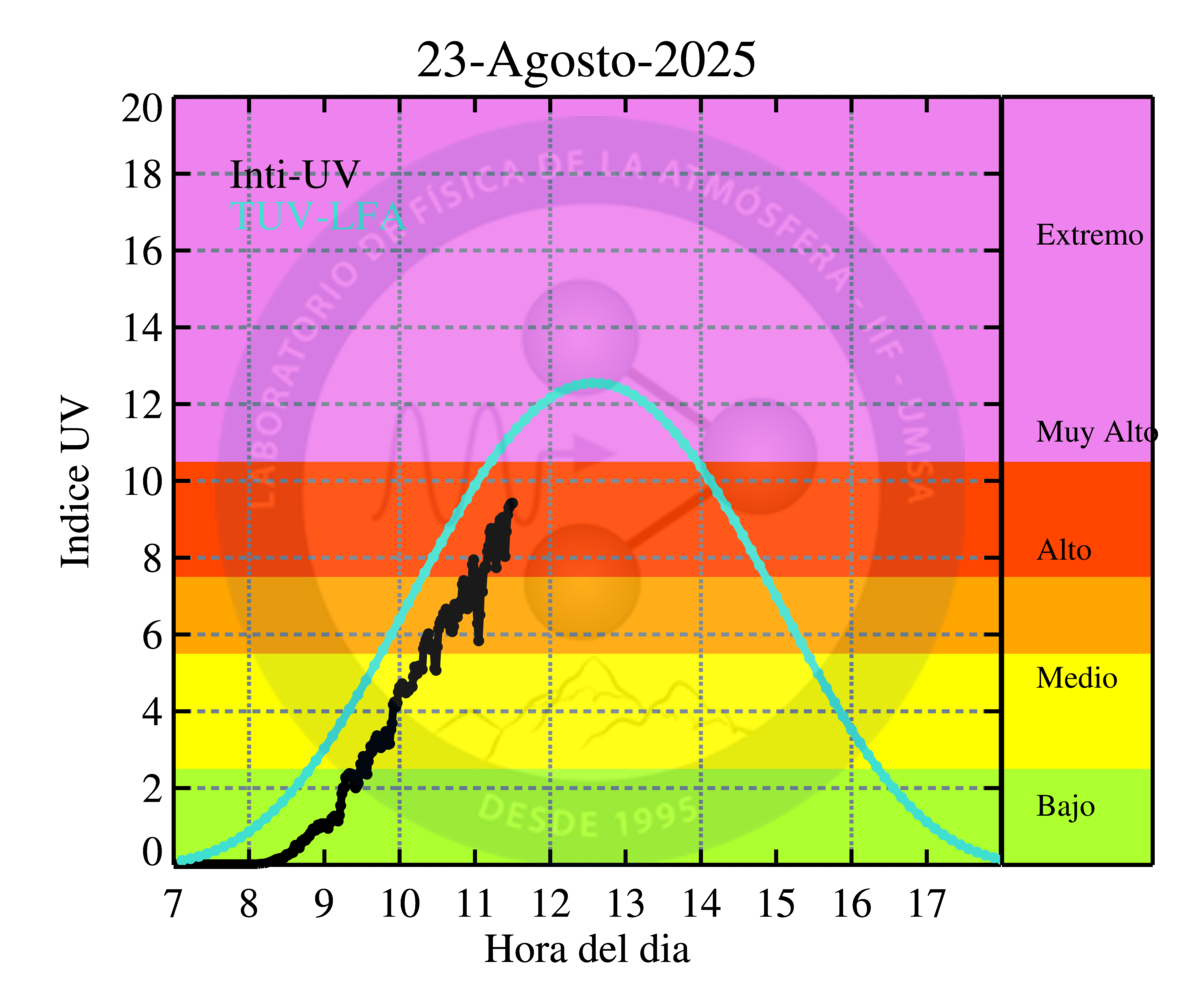 23-Agosto-2025
Inti-UV
TUV-LFA
LABORATORIO DE FÍSICA DE LA ATMÓSFERA - IIF - UMSA
DESDE 1995
Indice UV
20
18
16
14
12
10
8
6
4
2
0
Extremo
Muy Alto
Alto
Medio
Bajo
7 8 9 10 11 12 13 14 15 16 17
Hora del dia